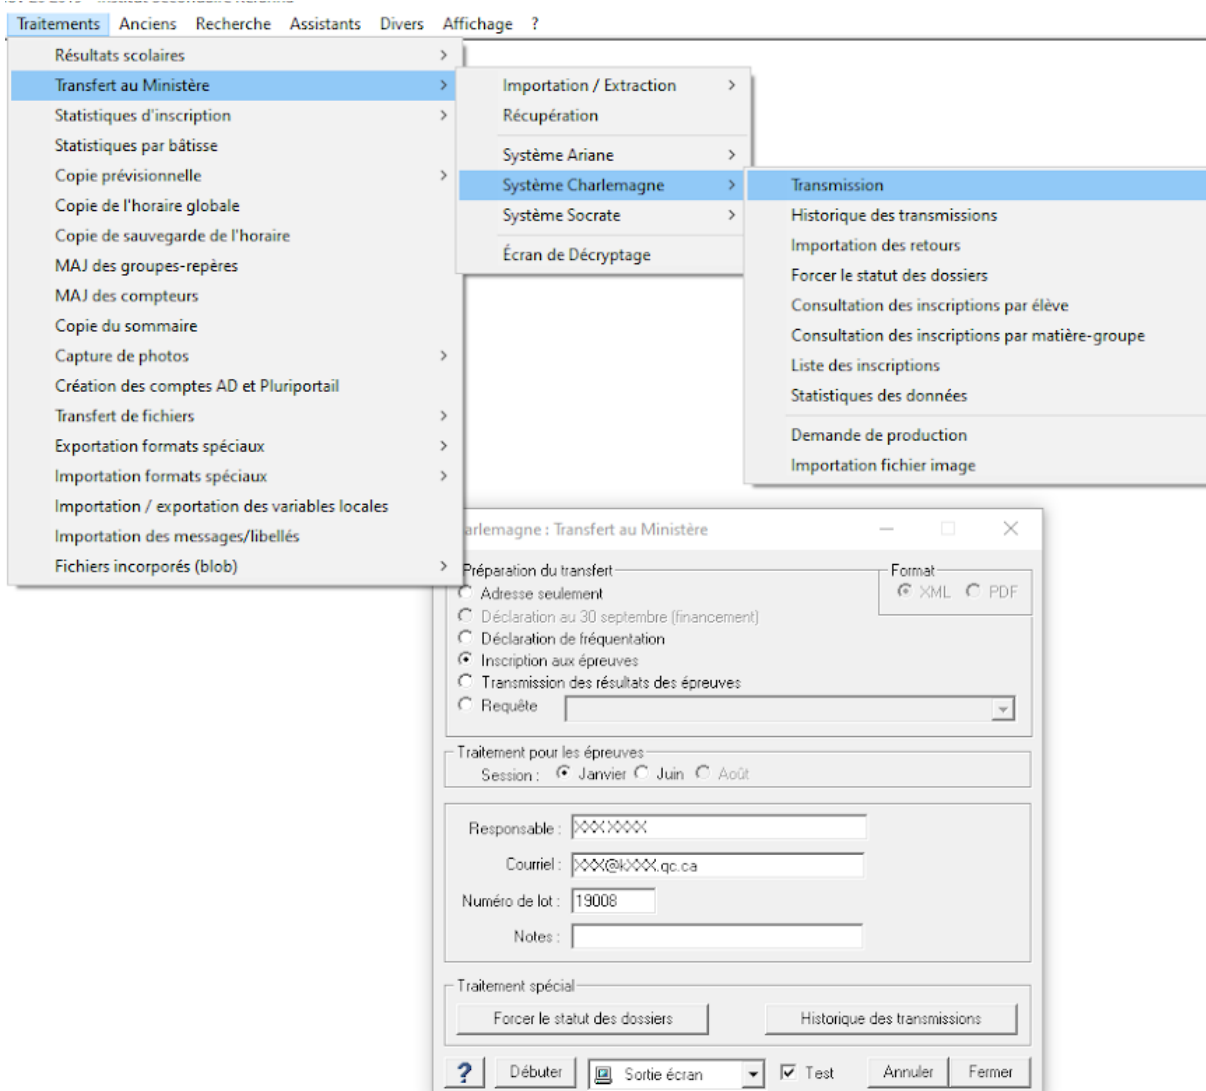 Traitements Anciens Recherche Assistants Divers Affichage ?
Résultats scolaires
Transfert au Ministère
Statistiques d'inscription
Statistiques par bâtisse
Copie prévisionnelle
Copie de l'horaire globale
Copie de sauvegarde de l'horaire
MAJ des groupes-repères
MAJ des compteurs
Copie du sommaire
Capture de photos
Création des comptes AD et Pluriportail
Transfert de fichiers
Exportation formats spéciaux
Importation formats spéciaux
Importation / exportation des variables locales
Importation des messages/libellés
Fichiers incorporés (blob)
Importation / Extraction
Récupération
Système Ariane
Système Charlemagne
Système Socrate
Écran de Décryptage
Transmission
Historique des transmissions
Importation des retours
Forcer le statut des dossiers
Consultation des inscriptions par élève
Consultation des inscriptions par matière-groupe
Liste des inscriptions
Statistiques des données
Demande de production
Importation fichier image
arlemagne : Transfert au Ministère
Préparation du transfert
Format
XML PDF
Adresse seulement
Déclaration au 30 septembre (financement)
Déclaration de fréquentation
Inscription aux épreuves
Transmission des résultats des épreuves
Requête
Traitement pour les épreuves
Session : Janvier Juin Août
Responsable : XXX XXXX
Courriel : XXX@kXXX.qc.ca
Numéro de lot : 19008
Notes :
Traitement spécial
Forcer le statut des dossiers Historique des transmissions
? Débuter Sortie écran Test Annuler Fermer